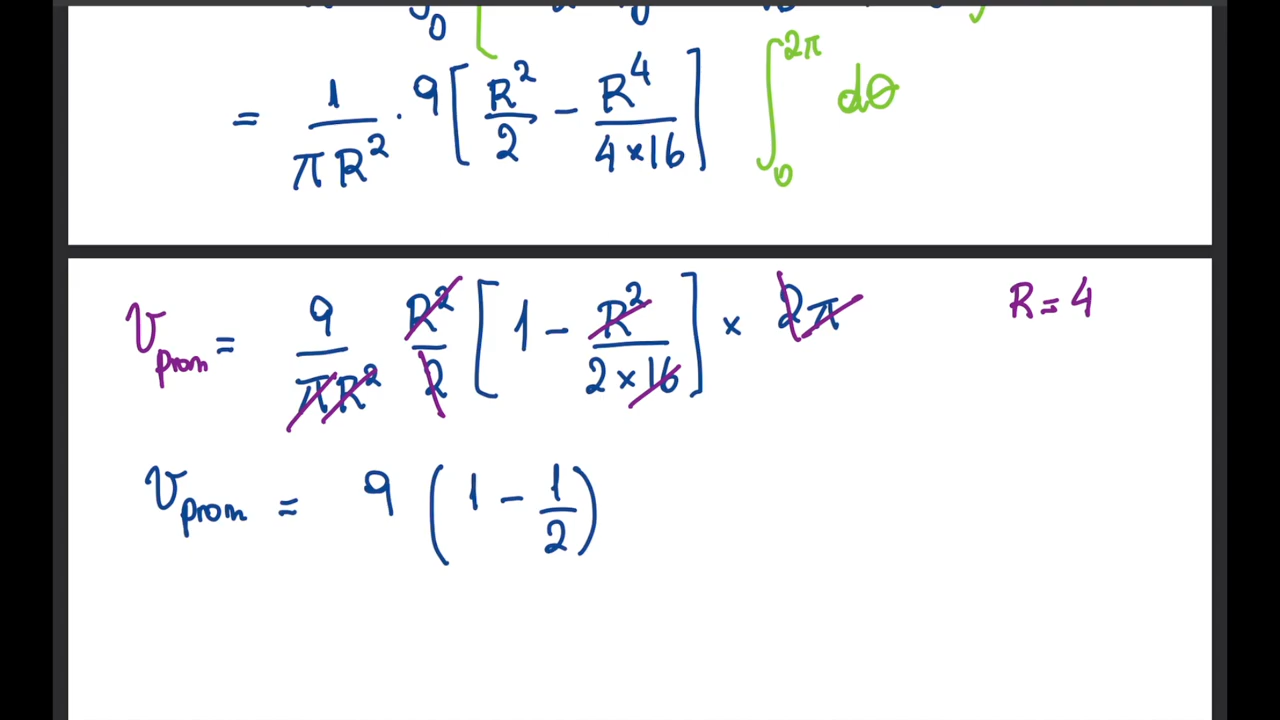 = 1/(πR²) · 9 [ R²/2 − R⁴/(4×16) ] ∫₀^2π dθ
v_prom = 9/(πR²) R²/2 [ 1 − R²/(2×16) ] × 2π R = 4
v_prom = 9 ( 1 − 1/2 )